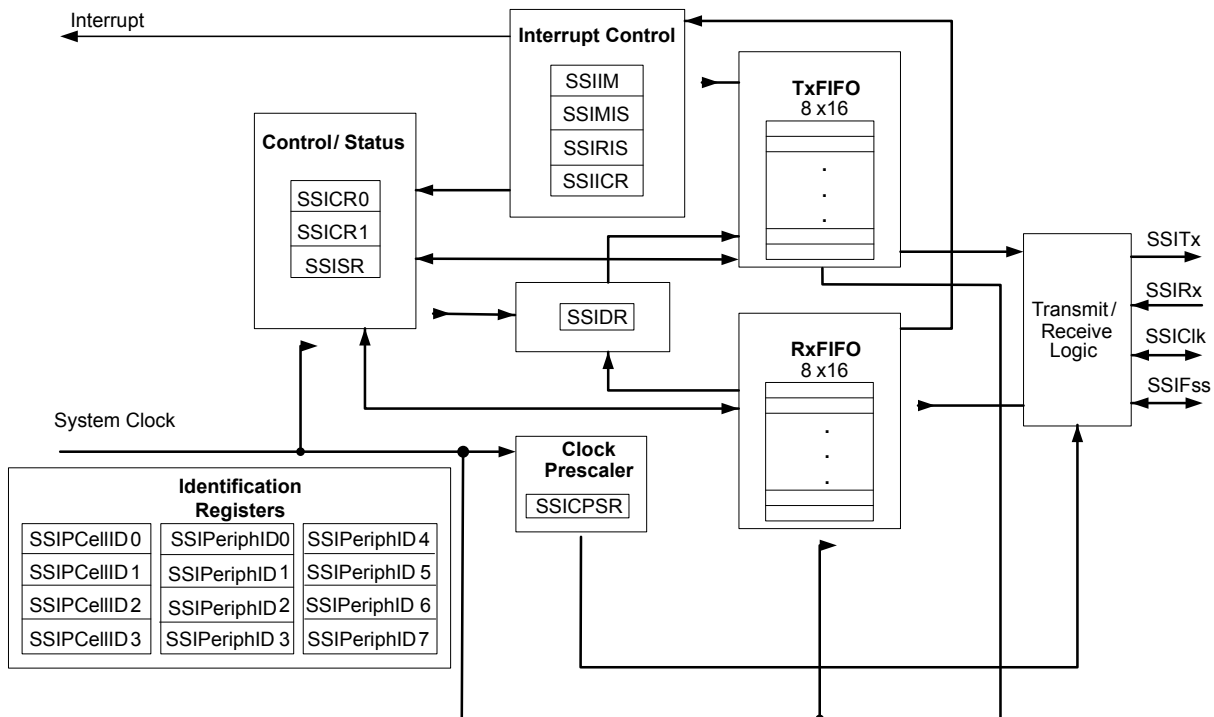 Interrupt
Interrupt Control
SSIIM
SSIMIS
SSIRIS
SSIICR
TxFIFO
8 x16
.
.
.
Control/ Status
SSICR0
SSICR1
SSISR
SSIDR
RxFIFO
8 x16
.
.
.
Transmit/
Receive
Logic
SSITx
SSIRx
SSIClk
SSIFss
System Clock
Clock
Prescaler
SSICPSR
Identification
Registers
SSIPCellID0
SSIPeriphID0
SSIPeriphID4
SSIPCellID1
SSIPeriphID1
SSIPeriphID5
SSIPCellID2
SSIPeriphID2
SSIPeriphID6
SSIPCellID3
SSIPeriphID3
SSIPeriphID7